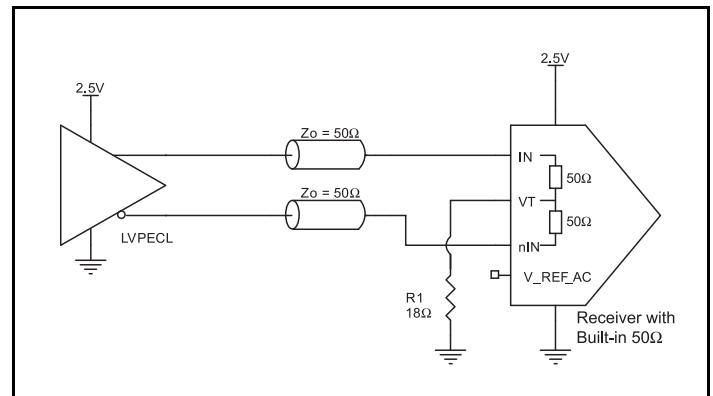 2.5V
2.5V
Zo = 50Ω
IN
50Ω
Zo = 50Ω
VT
50Ω
LVPECL
nIN
V_REF_AC
R1
18Ω
Receiver with
Built-in 50Ω